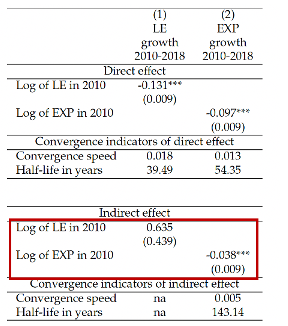 (1) (2)
LE EXP
growth growth
2010-2018 2010-2018
Direct effect
Log of LE in 2010 -0.131***
(0.009)
Log of EXP in 2010 -0.097***
(0.009)
Convergence indicators of direct effect
Convergence speed 0.018 0.013
Half-life in years 39.49 54.35
Indirect effect
Log of LE in 2010 0.635
(0.439)
Log of EXP in 2010 -0.038***
(0.009)
Convergence indicators of indirect effect
Convergence speed na 0.005
Half-life in years na 143.14